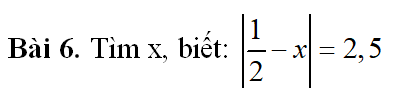 Bài 6. Tìm x, biết: |1/2 − x| = 2,5